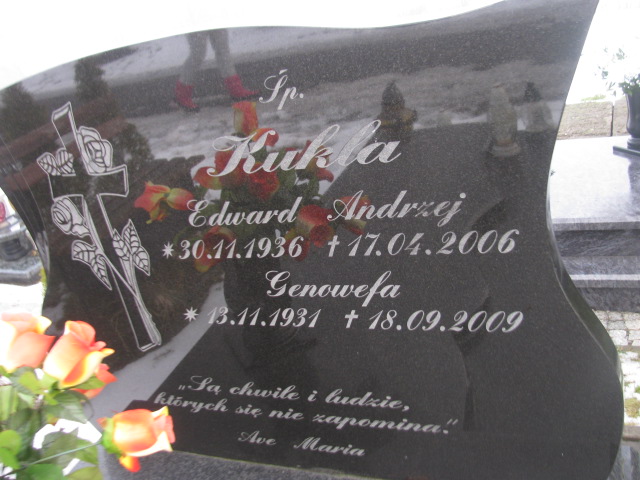 Śp.
Kukla
Edward Andrzej
*30.11.1936 †17.04.2006
Genowefa
*13.11.1931 †18.09.2009
„Są chwile i ludzie,
których się nie zapomina."
Ave Maria